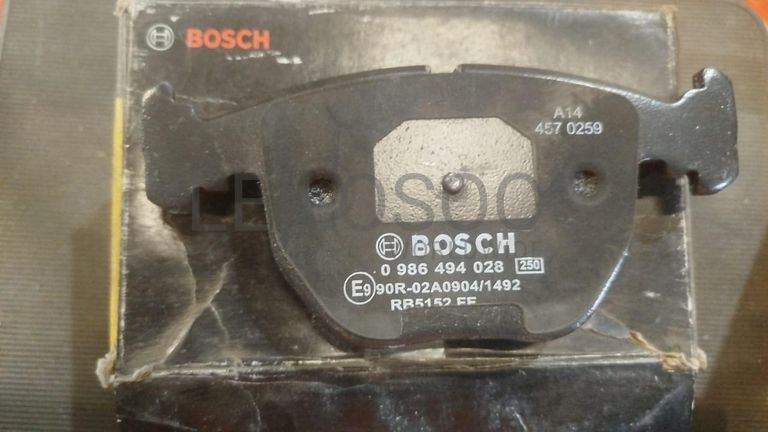 BOSCH
A14
457 0259
BOSCH
0 986 494 028 250
E9 90R-02A0904/1492
RB5152 FF